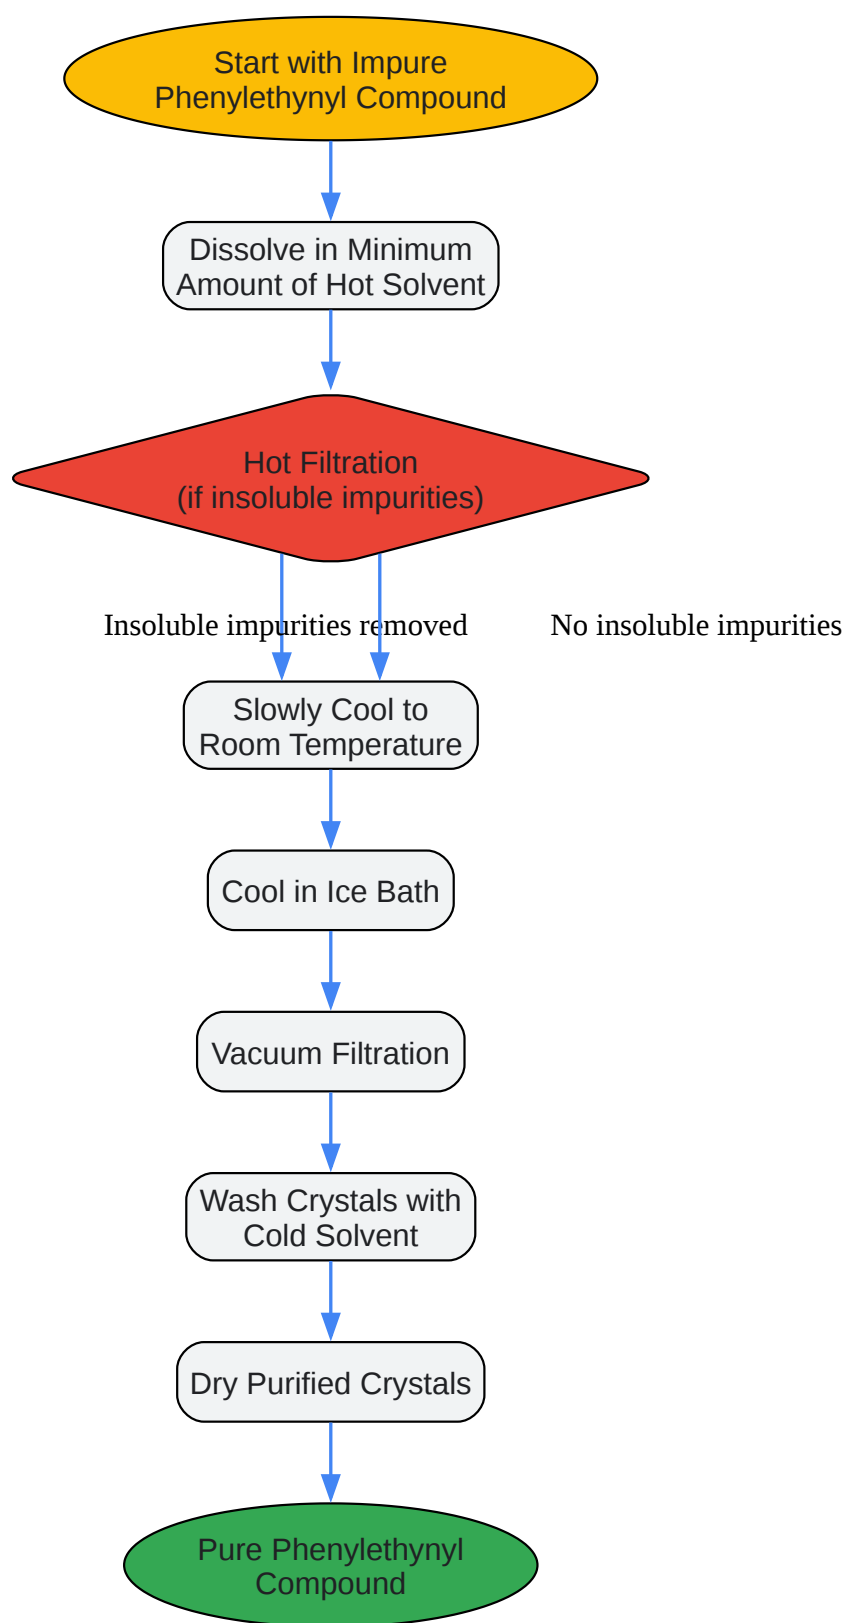 Start with Impure
Phenylethynyl Compound
Dissolve in Minimum
Amount of Hot Solvent
Hot Filtration
(if insoluble impurities)
Insoluble impurities removed
No insoluble impurities
Slowly Cool to
Room Temperature
Cool in Ice Bath
Vacuum Filtration
Wash Crystals with
Cold Solvent
Dry Purified Crystals
Pure Phenylethynyl
Compound